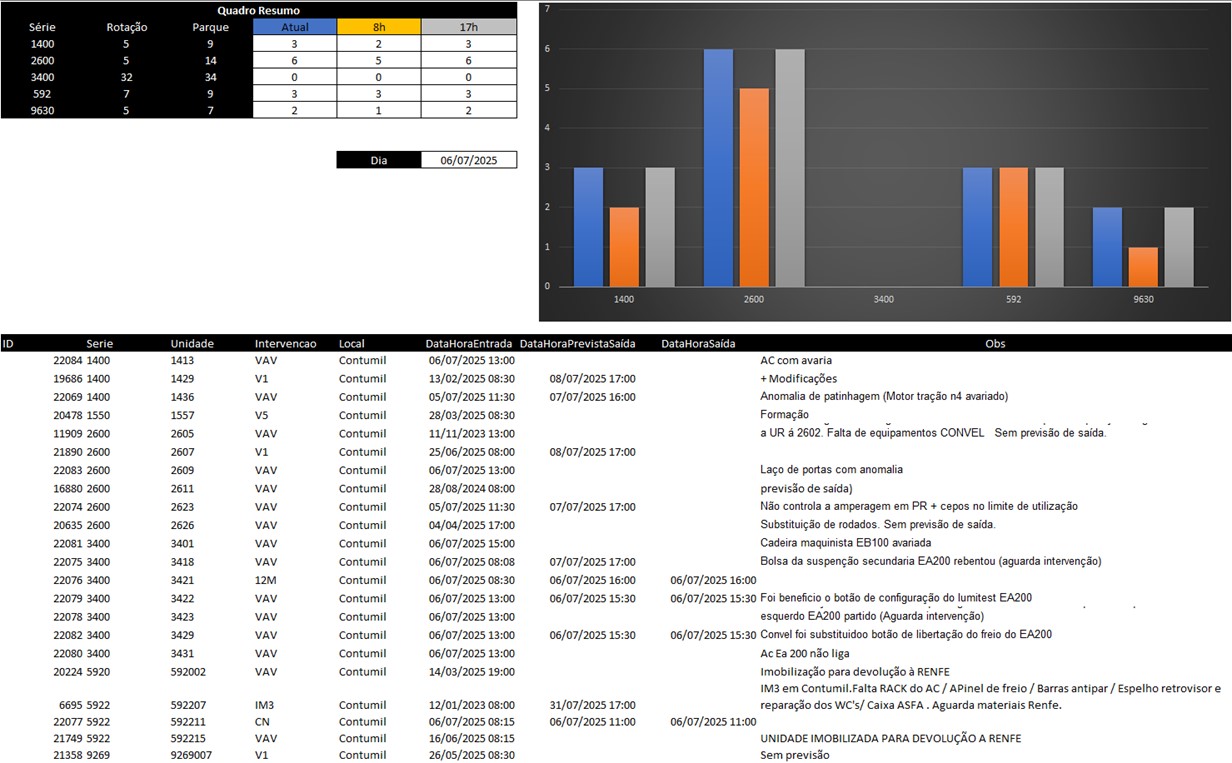 Quadro Resumo
Série Rotação Parque Atual 8h 17h
1400 5 9 3 2 3
2600 5 14 6 5 6
3400 32 34 0 0 0
592 7 9 3 3 3
9630 5 7 2 1 2
Dia 06/07/2025
7
6
5
4
3
2
1
0
1400 2600 3400 592 9630
ID Serie Unidade Intervencao Local DataHoraEntrada DataHoraPrevistaSaída DataHoraSaída Obs
22084 1400 1413 VAV Contumil 06/07/2025 13:00 AC com avaria
19686 1400 1429 V1 Contumil 13/02/2025 08:30 08/07/2025 17:00 + Modificações
22069 1400 1436 VAV Contumil 05/07/2025 11:30 07/07/2025 16:00 Anomalia de patinhagem (Motor tração n4 avariado)
20478 1550 1557 V5 Contumil 28/03/2025 08:30 Formação
11909 2600 2605 VAV Contumil 11/11/2023 13:00 a UR á 2602. Falta de equipamentos CONVEL Sem previsão de saída.
21890 2600 2607 V1 Contumil 25/06/2025 08:00 08/07/2025 17:00
22083 2600 2609 VAV Contumil 06/07/2025 13:00 Laço de portas com anomalia
16880 2600 2611 VAV Contumil 28/08/2024 08:00 previsão de saída)
22074 2600 2623 VAV Contumil 05/07/2025 11:30 07/07/2025 17:00 Não controla a amperagem em PR + cepos no limite de utilização
20635 2600 2626 VAV Contumil 04/04/2025 17:00 Substituição de rodados. Sem previsão de saída.
22081 3400 3401 VAV Contumil 06/07/2025 15:00 Cadeira maquinista EB100 avariada
22075 3400 3418 VAV Contumil 06/07/2025 08:08 07/07/2025 17:00 Bolsa da suspenção secundaria EA200 rebentou (aguarda intervenção)
22076 3400 3421 12M Contumil 06/07/2025 08:30 06/07/2025 16:00 06/07/2025 16:00
22079 3400 3422 VAV Contumil 06/07/2025 13:00 06/07/2025 15:30 06/07/2025 15:30 Foi beneficio o botão de configuração do lumitest EA200
22078 3400 3423 VAV Contumil 06/07/2025 13:00 esquerdo EA200 partido (Aguarda intervenção)
22082 3400 3429 VAV Contumil 06/07/2025 13:00 06/07/2025 15:30 06/07/2025 15:30 Convel foi substituidoo botão de libertação do freio do EA200
22080 3400 3431 VAV Contumil 06/07/2025 13:00 Ac Ea 200 não liga
20224 5920 592002 VAV Contumil 14/03/2025 19:00 Imobilização para devolução à RENFE
IM3 em Contumil.Falta RACK do AC / APinel de freio / Barras antipar / Espelho retrovisor e
6695 5922 592207 IM3 Contumil 12/01/2023 08:00 31/07/2025 17:00 reparação dos WC's/ Caixa ASFA . Aguarda materiais Renfe.
22077 5922 592211 CN Contumil 06/07/2025 08:15 06/07/2025 11:00 06/07/2025 11:00
21749 5922 592215 VAV Contumil 16/06/2025 08:15 UNIDADE IMOBILIZADA PARA DEVOLUÇÃO A RENFE
21358 9269 9269007 V1 Contumil 26/05/2025 08:30 Sem previsão